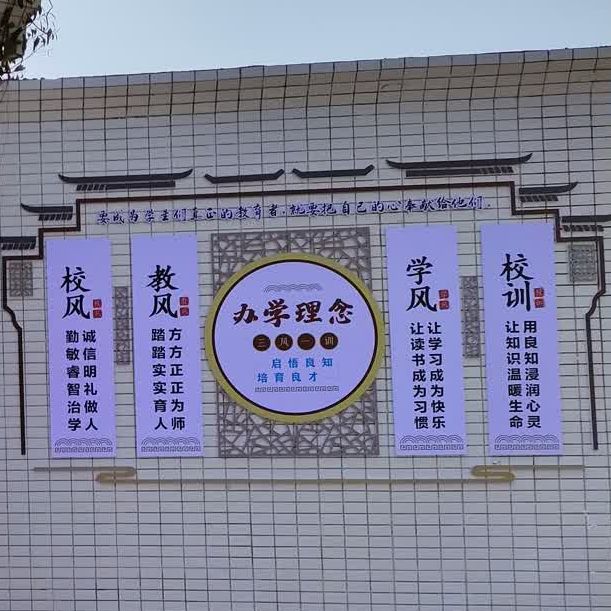 要成为学生们真正的教育者，就要把自己的心奉献给他们。
校风
诚信明礼做人
勤敏睿智治学
教风
方方正正为师
踏踏实实育人
办学理念
三风一训
启悟良知
培育良才
学风
让学习成为快乐
让读书成为习惯
校训
用良知浸润心灵
让知识温暖生命